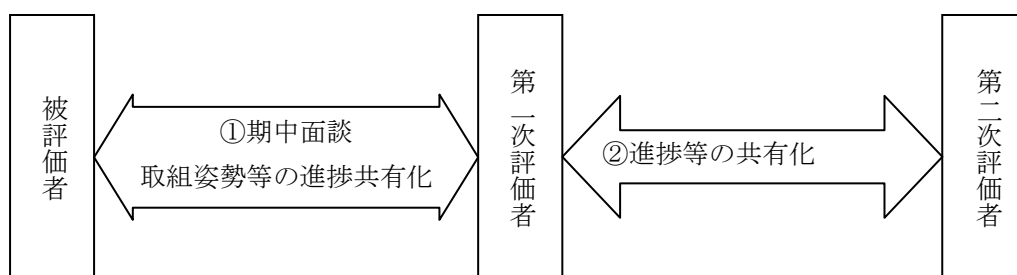 被評価者
①期中面談
取組姿勢等の進捗共有化
第一次評価者
②進捗等の共有化
第二次評価者